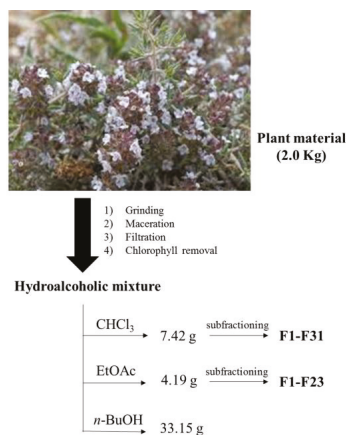 Plant material
(2.0 Kg)
1) Grinding
2) Maceration
3) Filtration
4) Chlorophyll removal
Hydroalcoholic mixture
CHCl₃ 7.42 g subfractioning F1-F31
EtOAc 4.19 g subfractioning F1-F23
n-BuOH 33.15 g